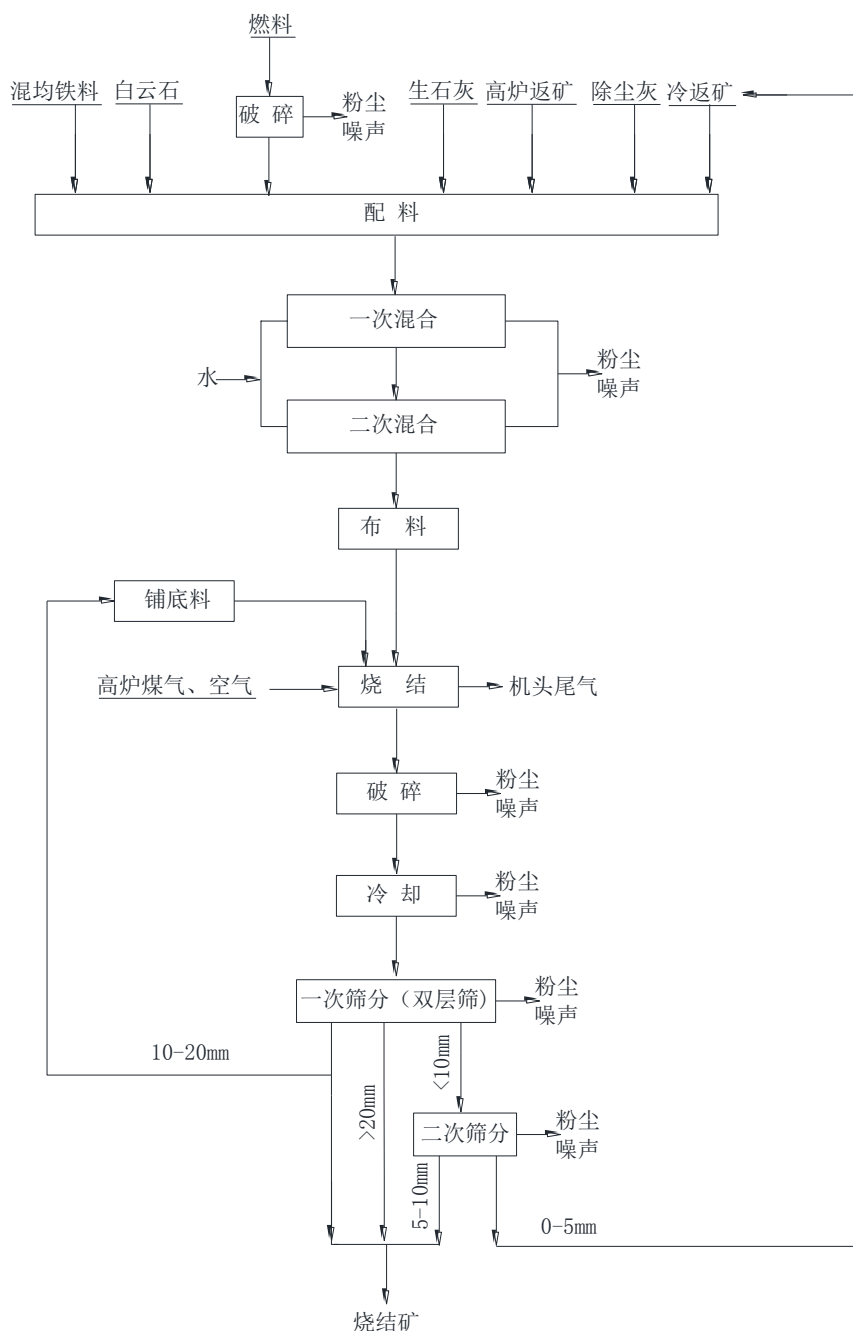 燃料
混均铁料 白云石
破 碎
粉尘
噪声
生石灰 高炉返矿 除尘灰 冷返矿
配 料
一次混合
水
粉尘
噪声
二次混合
布 料
铺底料
高炉煤气、空气
烧 结
机头尾气
破 碎
粉尘
噪声
冷 却
粉尘
噪声
一次筛分（双层筛)
粉尘
噪声
10-20mm
>20mm
<10mm
二次筛分
粉尘
噪声
5-10mm
0-5mm
烧结矿